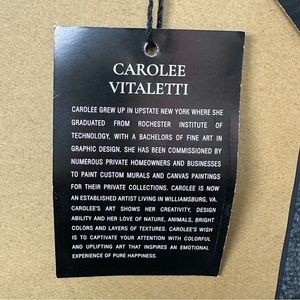 CAROLEE
VITALETTI
CAROLEE GREW UP IN UPSTATE NEW YORK WHERE SHE
GRADUATED FROM ROCHESTER INSTITUTE OF
TECHNOLOGY, WITH A BACHELORS OF FINE ART IN
GRAPHIC DESIGN. SHE HAS BEEN COMMISSIONED BY
NUMEROUS PRIVATE HOMEOWNERS AND BUSINESSES
TO PAINT CUSTOM MURALS AND CANVAS PAINTINGS
FOR THEIR PRIVATE COLLECTIONS. CAROLEE IS NOW
AN ESTABLISHED ARTIST LIVING IN WILLIAMSBURG, VA.
CAROLEE'S ART SHOWS HER CREATIVITY, DESIGN
ABILITY AND HER LOVE OF NATURE, ANIMALS, BRIGHT
COLORS AND LAYERS OF TEXTURES. CAROLEE'S WISH
IS TO CAPTIVATE YOUR ATTENTION WITH COLORFUL
AND UPLIFTING ART THAT INSPIRES AN EMOTIONAL
EXPERIENCE OF PURE HAPPINESS.